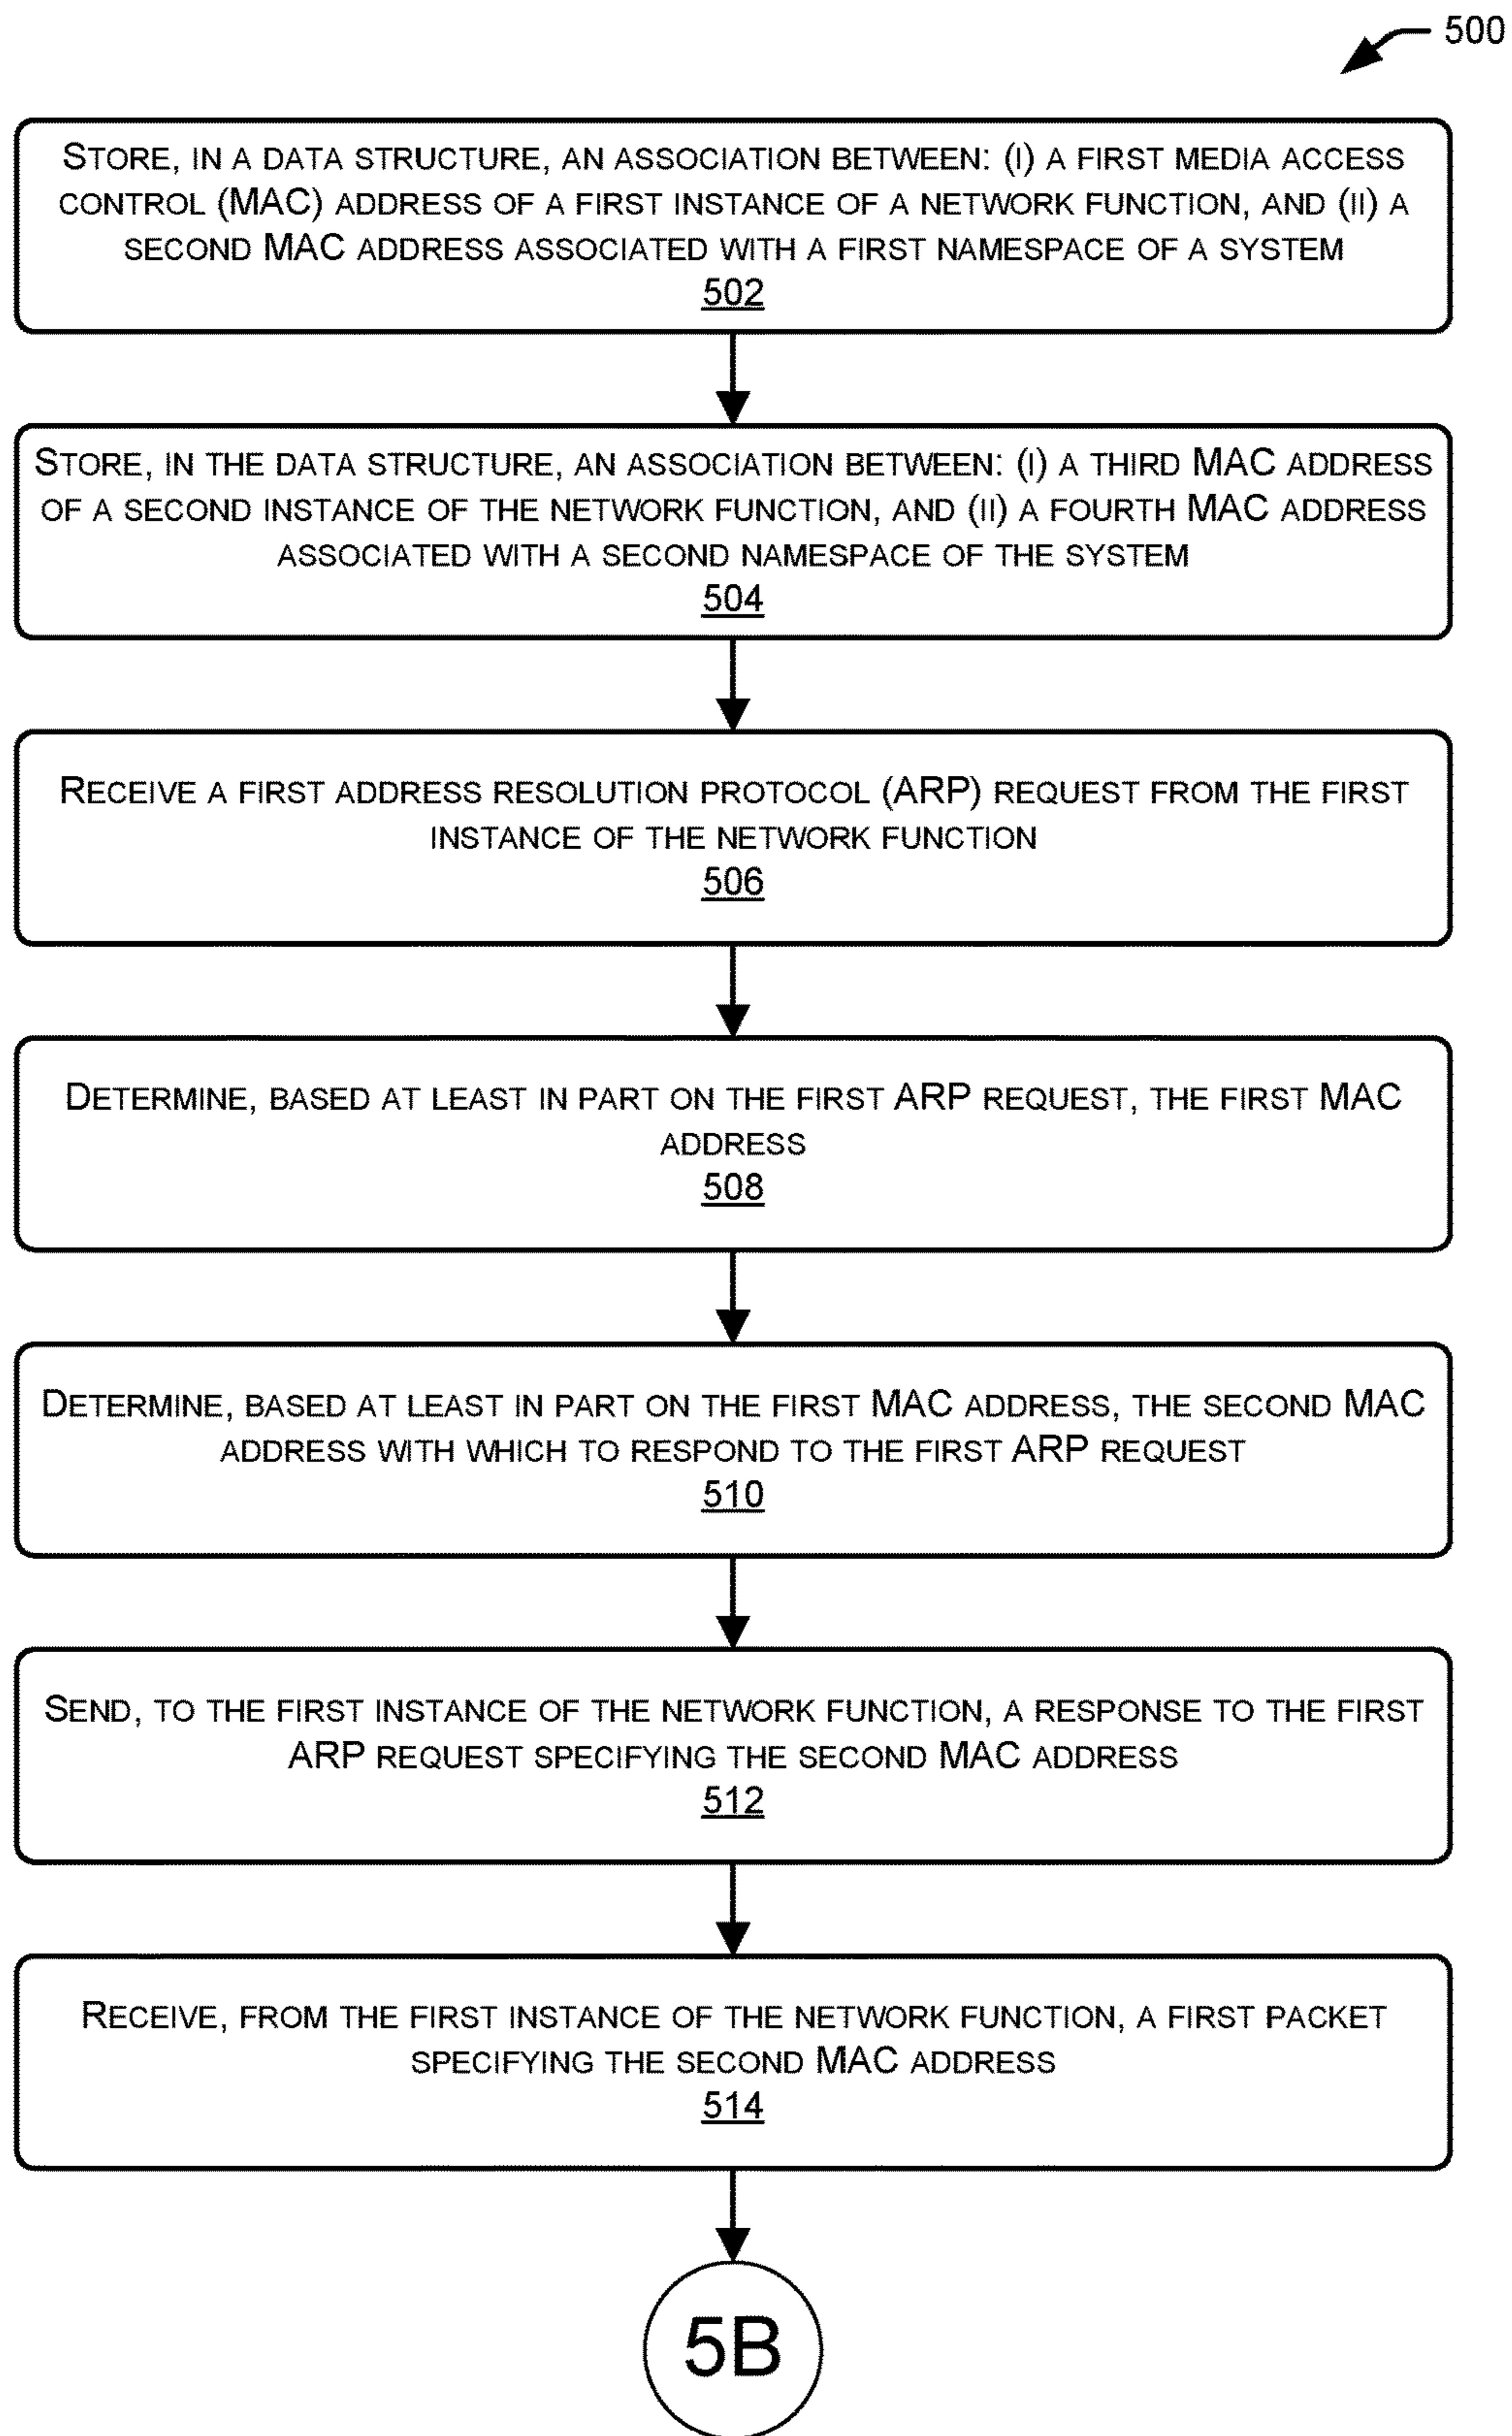 500
STORE, IN A DATA STRUCTURE, AN ASSOCIATION BETWEEN: (I) A FIRST MEDIA ACCESS
CONTROL (MAC) ADDRESS OF A FIRST INSTANCE OF A NETWORK FUNCTION, AND (II) A
SECOND MAC ADDRESS ASSOCIATED WITH A FIRST NAMESPACE OF A SYSTEM
502
STORE, IN THE DATA STRUCTURE, AN ASSOCIATION BETWEEN: (I) A THIRD MAC ADDRESS
OF A SECOND INSTANCE OF THE NETWORK FUNCTION, AND (II) A FOURTH MAC ADDRESS
ASSOCIATED WITH A SECOND NAMESPACE OF THE SYSTEM
504
RECEIVE A FIRST ADDRESS RESOLUTION PROTOCOL (ARP) REQUEST FROM THE FIRST
INSTANCE OF THE NETWORK FUNCTION
506
DETERMINE, BASED AT LEAST IN PART ON THE FIRST ARP REQUEST, THE FIRST MAC
ADDRESS
508
DETERMINE, BASED AT LEAST IN PART ON THE FIRST MAC ADDRESS, THE SECOND MAC
ADDRESS WITH WHICH TO RESPOND TO THE FIRST ARP REQUEST
510
SEND, TO THE FIRST INSTANCE OF THE NETWORK FUNCTION, A RESPONSE TO THE FIRST
ARP REQUEST SPECIFYING THE SECOND MAC ADDRESS
512
RECEIVE, FROM THE FIRST INSTANCE OF THE NETWORK FUNCTION, A FIRST PACKET
SPECIFYING THE SECOND MAC ADDRESS
514
5B